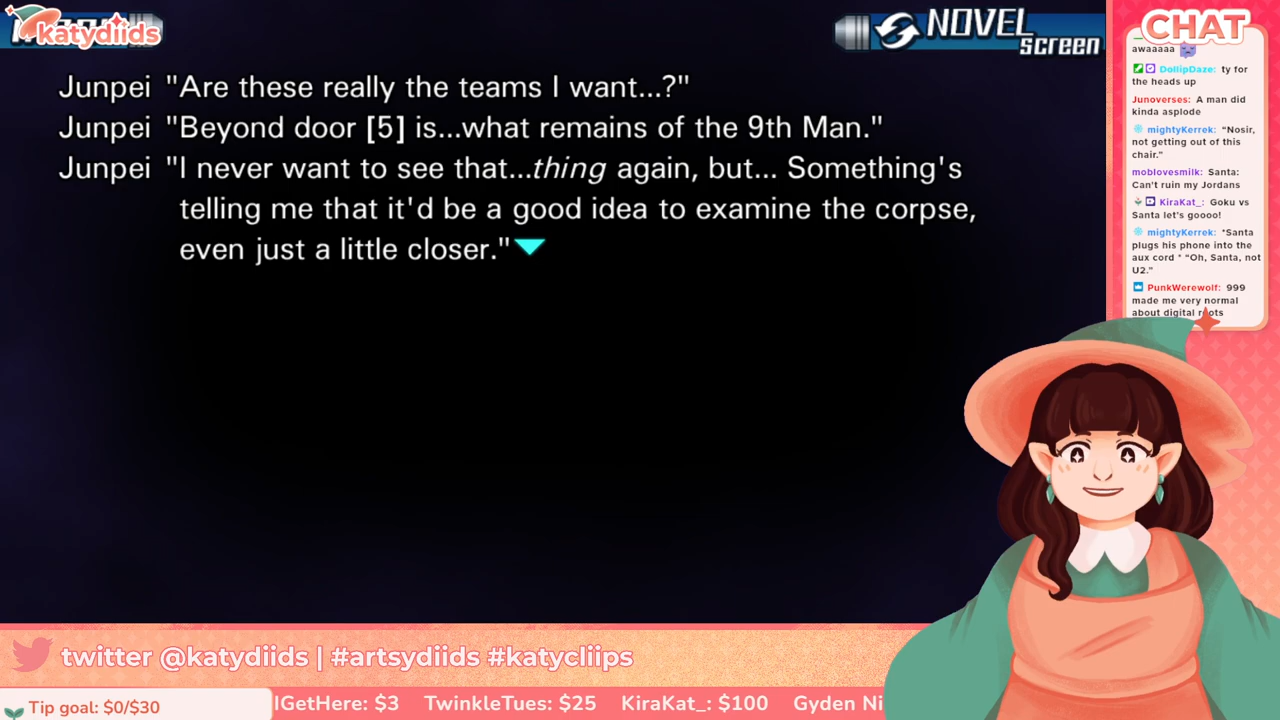 katydiids
NOVEL
screen
Junpei "Are these really the teams I want...?"
Junpei "Beyond door [5] is...what remains of the 9th Man."
Junpei "I never want to see that...thing again, but... Something's
telling me that it'd be a good idea to examine the corpse,
even just a little closer."
CHAT
awaaaaa
DollipDaze: ty for
the heads up
Junoverses: A man did
kinda asplode
mightyKerrek: "Nosir,
not getting out of this
chair."
moblovesmilk: Santa:
Can't ruin my Jordans
KiraKat_: Goku vs
Santa let's goooo!
mightyKerrek: *Santa
plugs his phone into the
aux cord * "Oh, Santa, not
U2."
PunkWerewolf: 999
made me very normal
about digital roots
twitter @katydiids | #artsydiids #katycliips
Tip goal: $0/$30
IGetHere: $3 TwinkleTues: $25 KiraKat_: $100 Gyden Ni